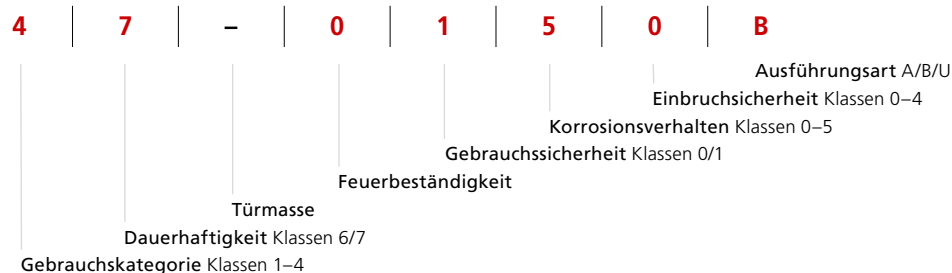 4 7 – 0 1 5 0 B
Ausführungsart A/B/U
Einbruchsicherheit Klassen 0–4
Korrosionsverhalten Klassen 0–5
Gebrauchssicherheit Klassen 0/1
Feuerbeständigkeit
Türmasse
Dauerhaftigkeit Klassen 6/7
Gebrauchskategorie Klassen 1–4